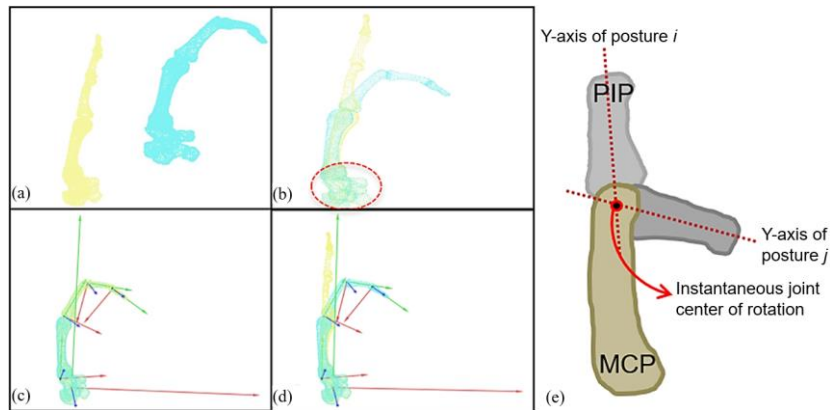 (a)
(b)
(c)
(d)
Y-axis of posture i
PIP
Y-axis of
posture j
Instantaneous joint
center of rotation
MCP
(e)